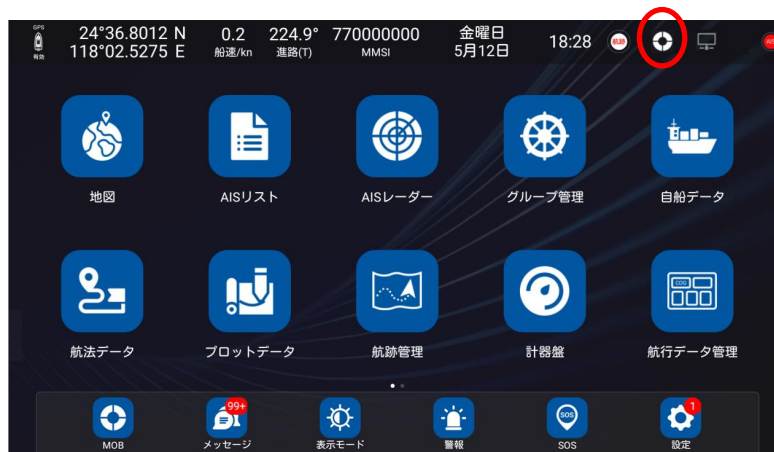 GPS
有効
24°36.8012 N
118°02.5275 E
0.2
船速/kn
224.9°
進路(T)
770000000
MMSI
金曜日
5月12日
18:28
航跡
AIS
地図
AISリスト
AISレーダー
グループ管理
自船データ
航法データ
プロットデータ
航跡管理
計器盤
COG
航行データ管理
MOB
99+
メッセージ
表示モード
警報
SOS
SOS
1
設定